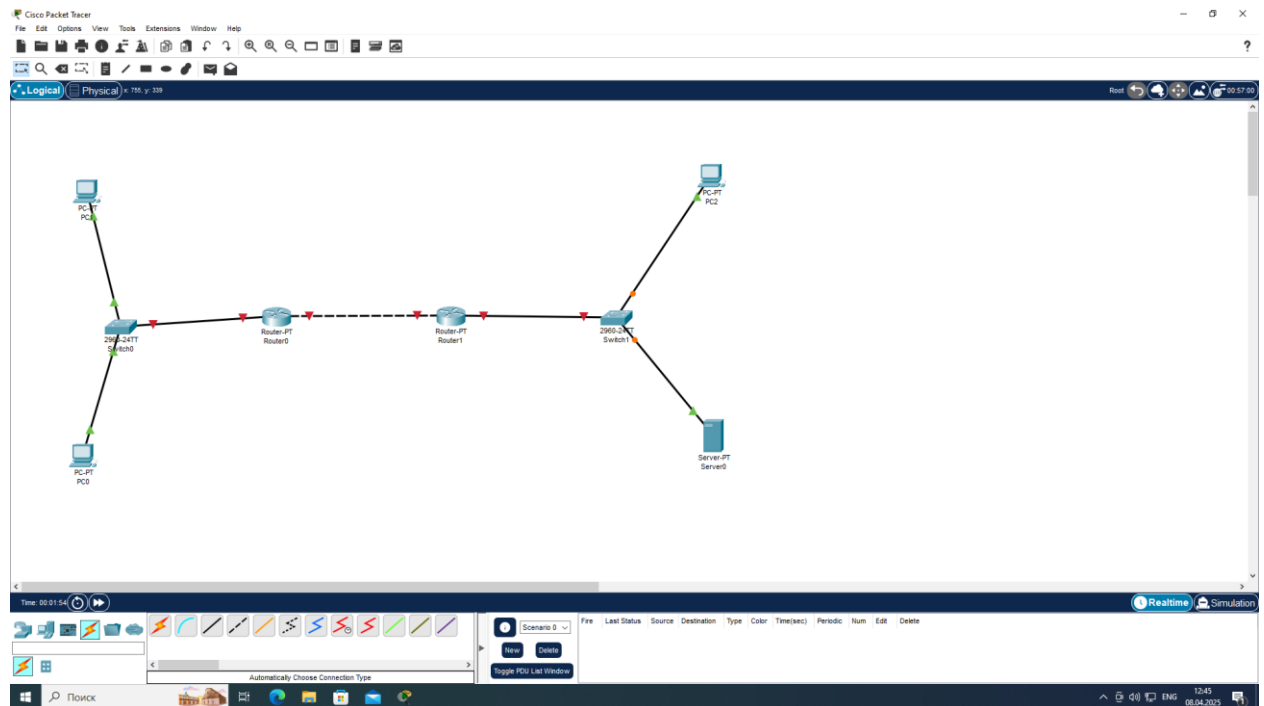 Cisco Packet Tracer
File Edit Options View Tools Extensions Window Help
?
Logical Physical x: 755, y: 339 Root 00:57:00
PC-PT
PC-PT
PC2
2960-24TT
Switch0
Router-PT
Router0
Router-PT
Router1
2960-24TT
Switch1
PC-PT
PC0
Server-PT
Server0
Time: 00:01:54 Realtime Simulation
Scenario 0
New Delete
Toggle PDU List Window
Fire Last Status Source Destination Type Color Time(sec) Periodic Num Edit Delete
Automatically Choose Connection Type
Поиск
ENG 12:45
08.04.2025